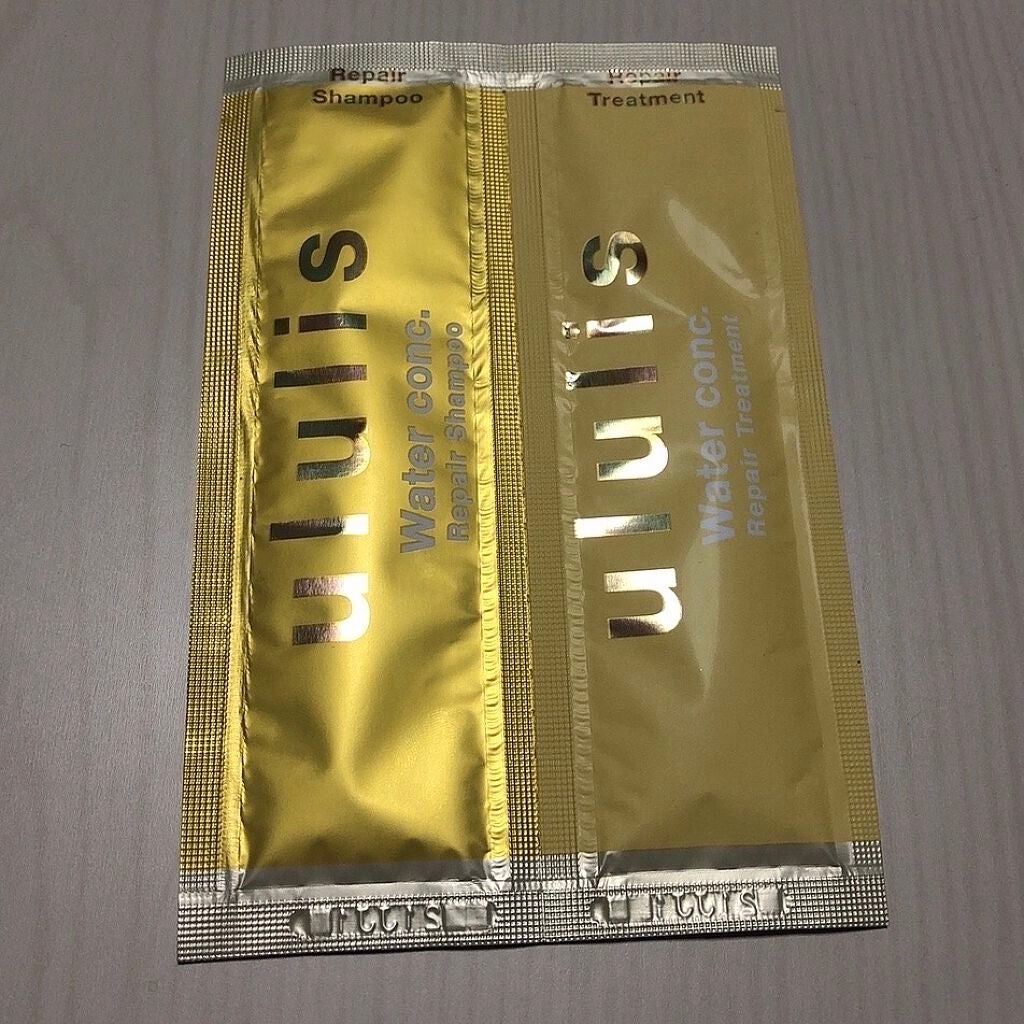 Repair
Shampoo
ululis
Water conc.
Repair Shampoo
Repair
Treatment
ululis
Water conc.
Repair Treatment